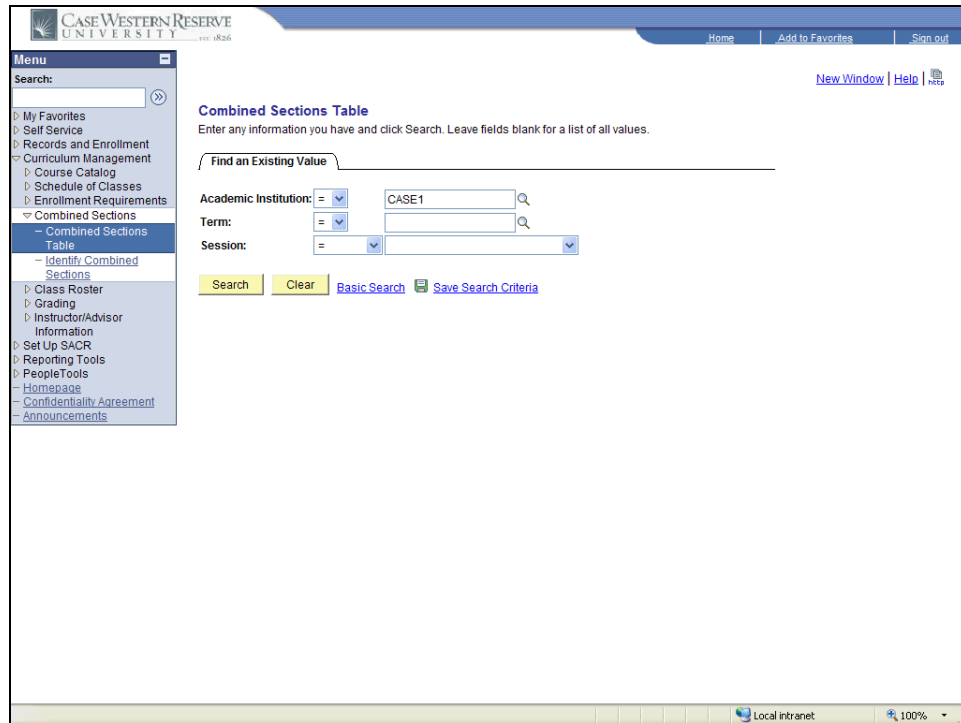 CASE WESTERN RESERVE
UNIVERSITY EST. 1826
Home Add to Favorites Sign out
Menu
Search:
New Window | Help | http
My Favorites
Self Service
Records and Enrollment
Curriculum Management
Course Catalog
Schedule of Classes
Enrollment Requirements
Combined Sections
Combined Sections
Table
Identify Combined
Sections
Class Roster
Grading
Instructor/Advisor
Information
Set Up SACR
Reporting Tools
PeopleTools
Homepage
Confidentiality Agreement
Announcements
Combined Sections Table
Enter any information you have and click Search. Leave fields blank for a list of all values.
Find an Existing Value
Academic Institution: = CASE1
Term: =
Session: =
Search Clear Basic Search Save Search Criteria
Local intranet 100%